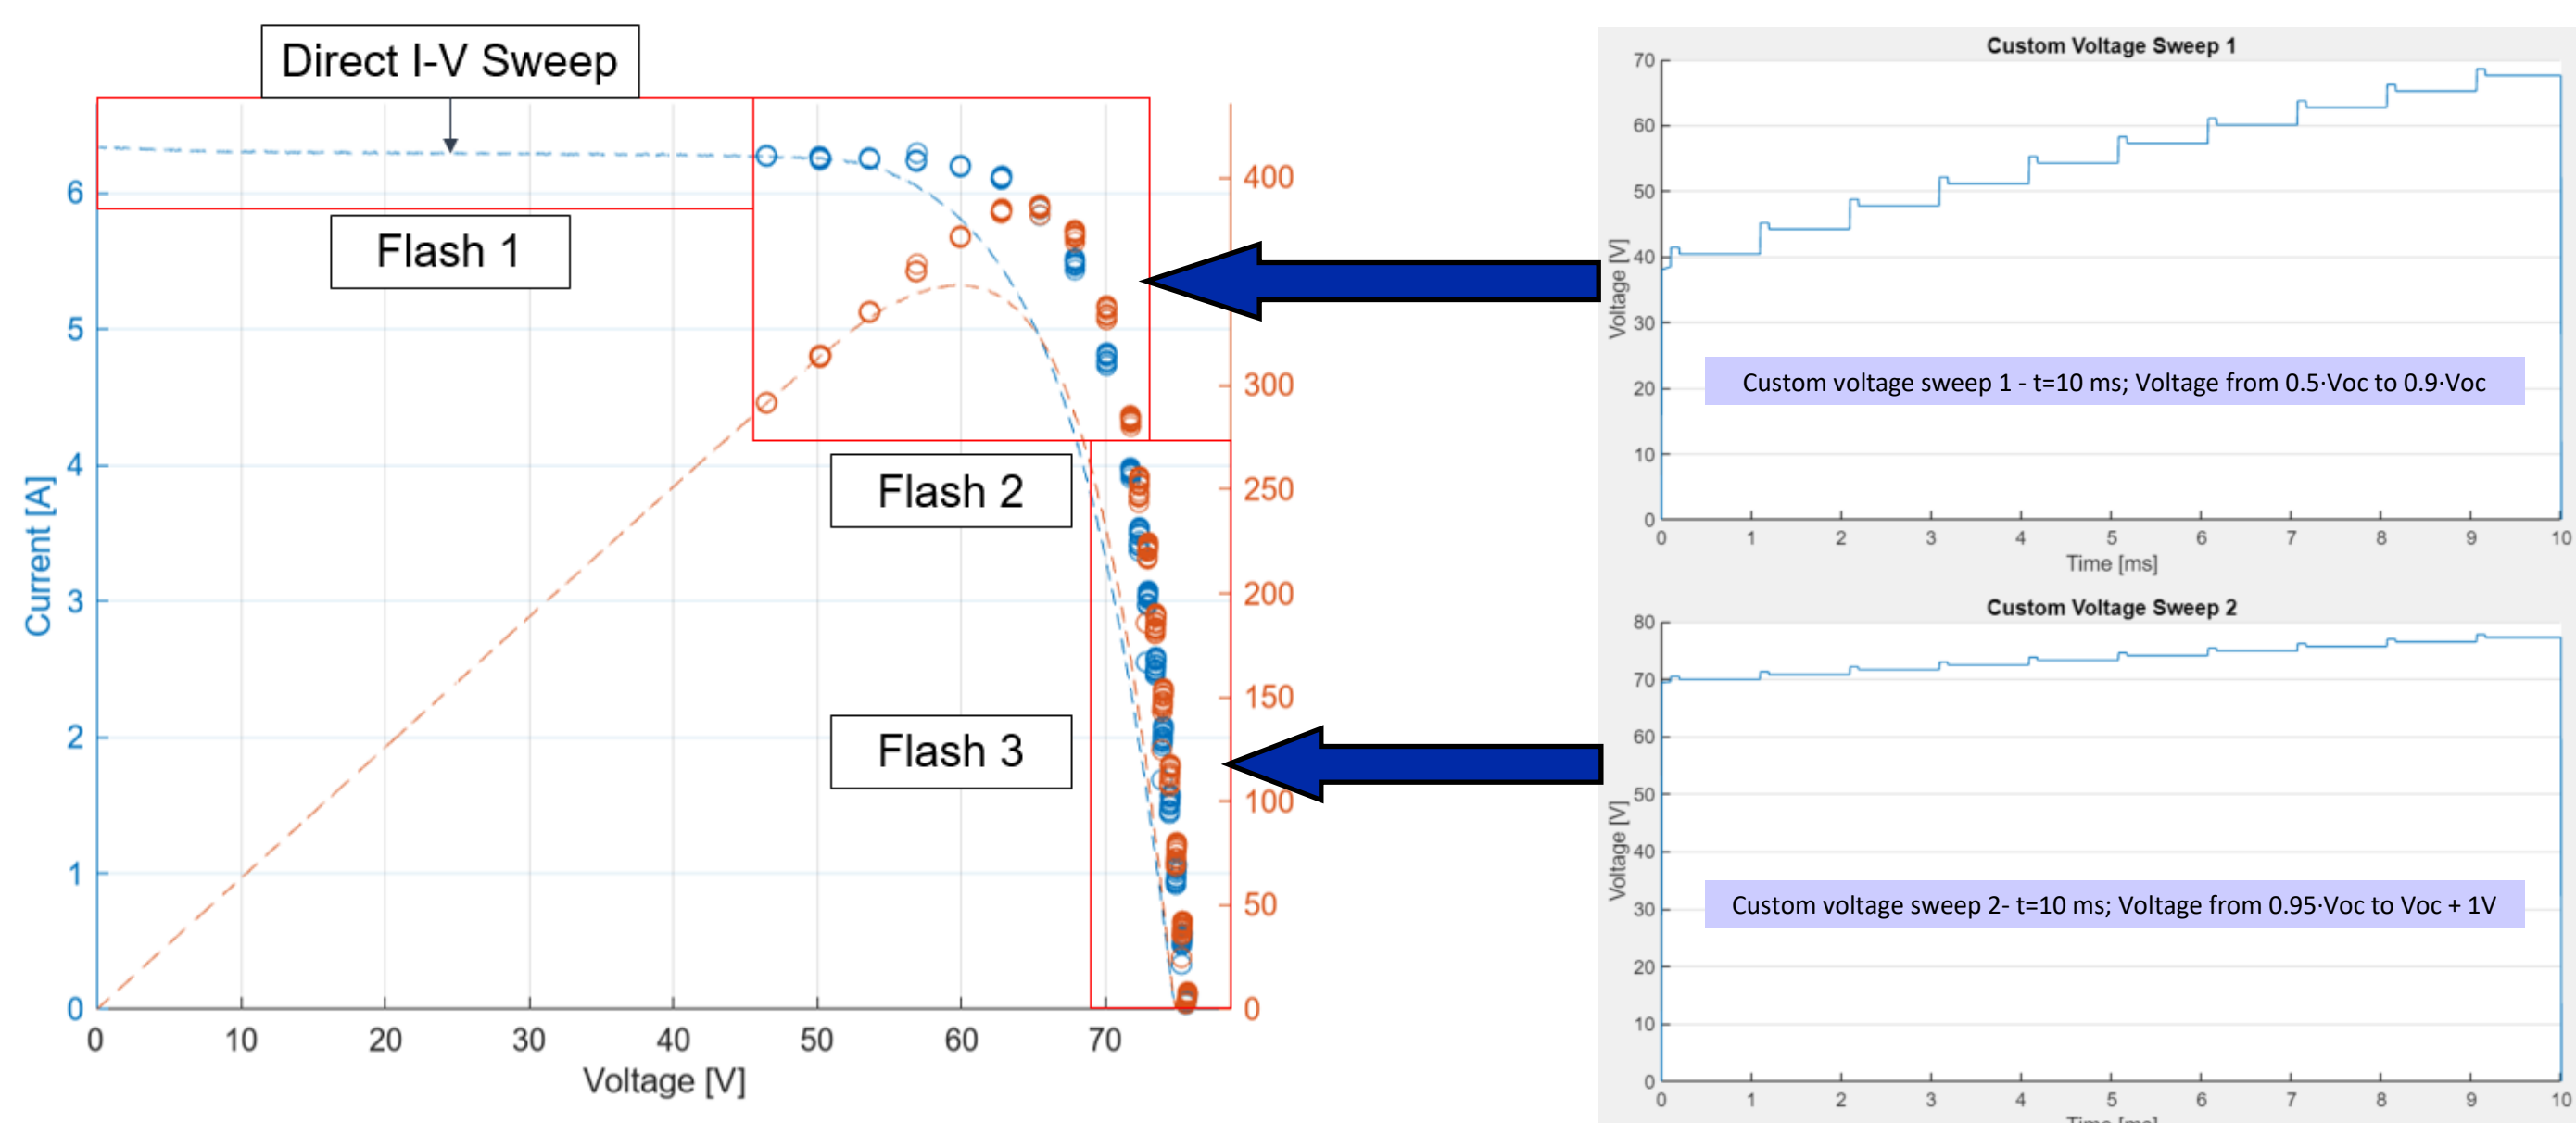 Direct I-V Sweep
Flash 1
Flash 2
Flash 3
Current [A]
6
5
4
3
2
1
0
0 10 20 30 40 50 60 70
Voltage [V]
400
300
250
200
150
100
50
0
Custom Voltage Sweep 1
Voltage [V]
70
60
50
40
30
20
10
0
Custom voltage sweep 1 - t=10 ms; Voltage from 0.5·Voc to 0.9·Voc
0 1 2 3 4 5 6 7 8 9 10
Time [ms]
Custom Voltage Sweep 2
Voltage [V]
80
70
60
50
40
30
20
10
0
Custom voltage sweep 2- t=10 ms; Voltage from 0.95·Voc to Voc + 1V
0 1 2 3 4 5 6 7 8 9 10
Time [ms]